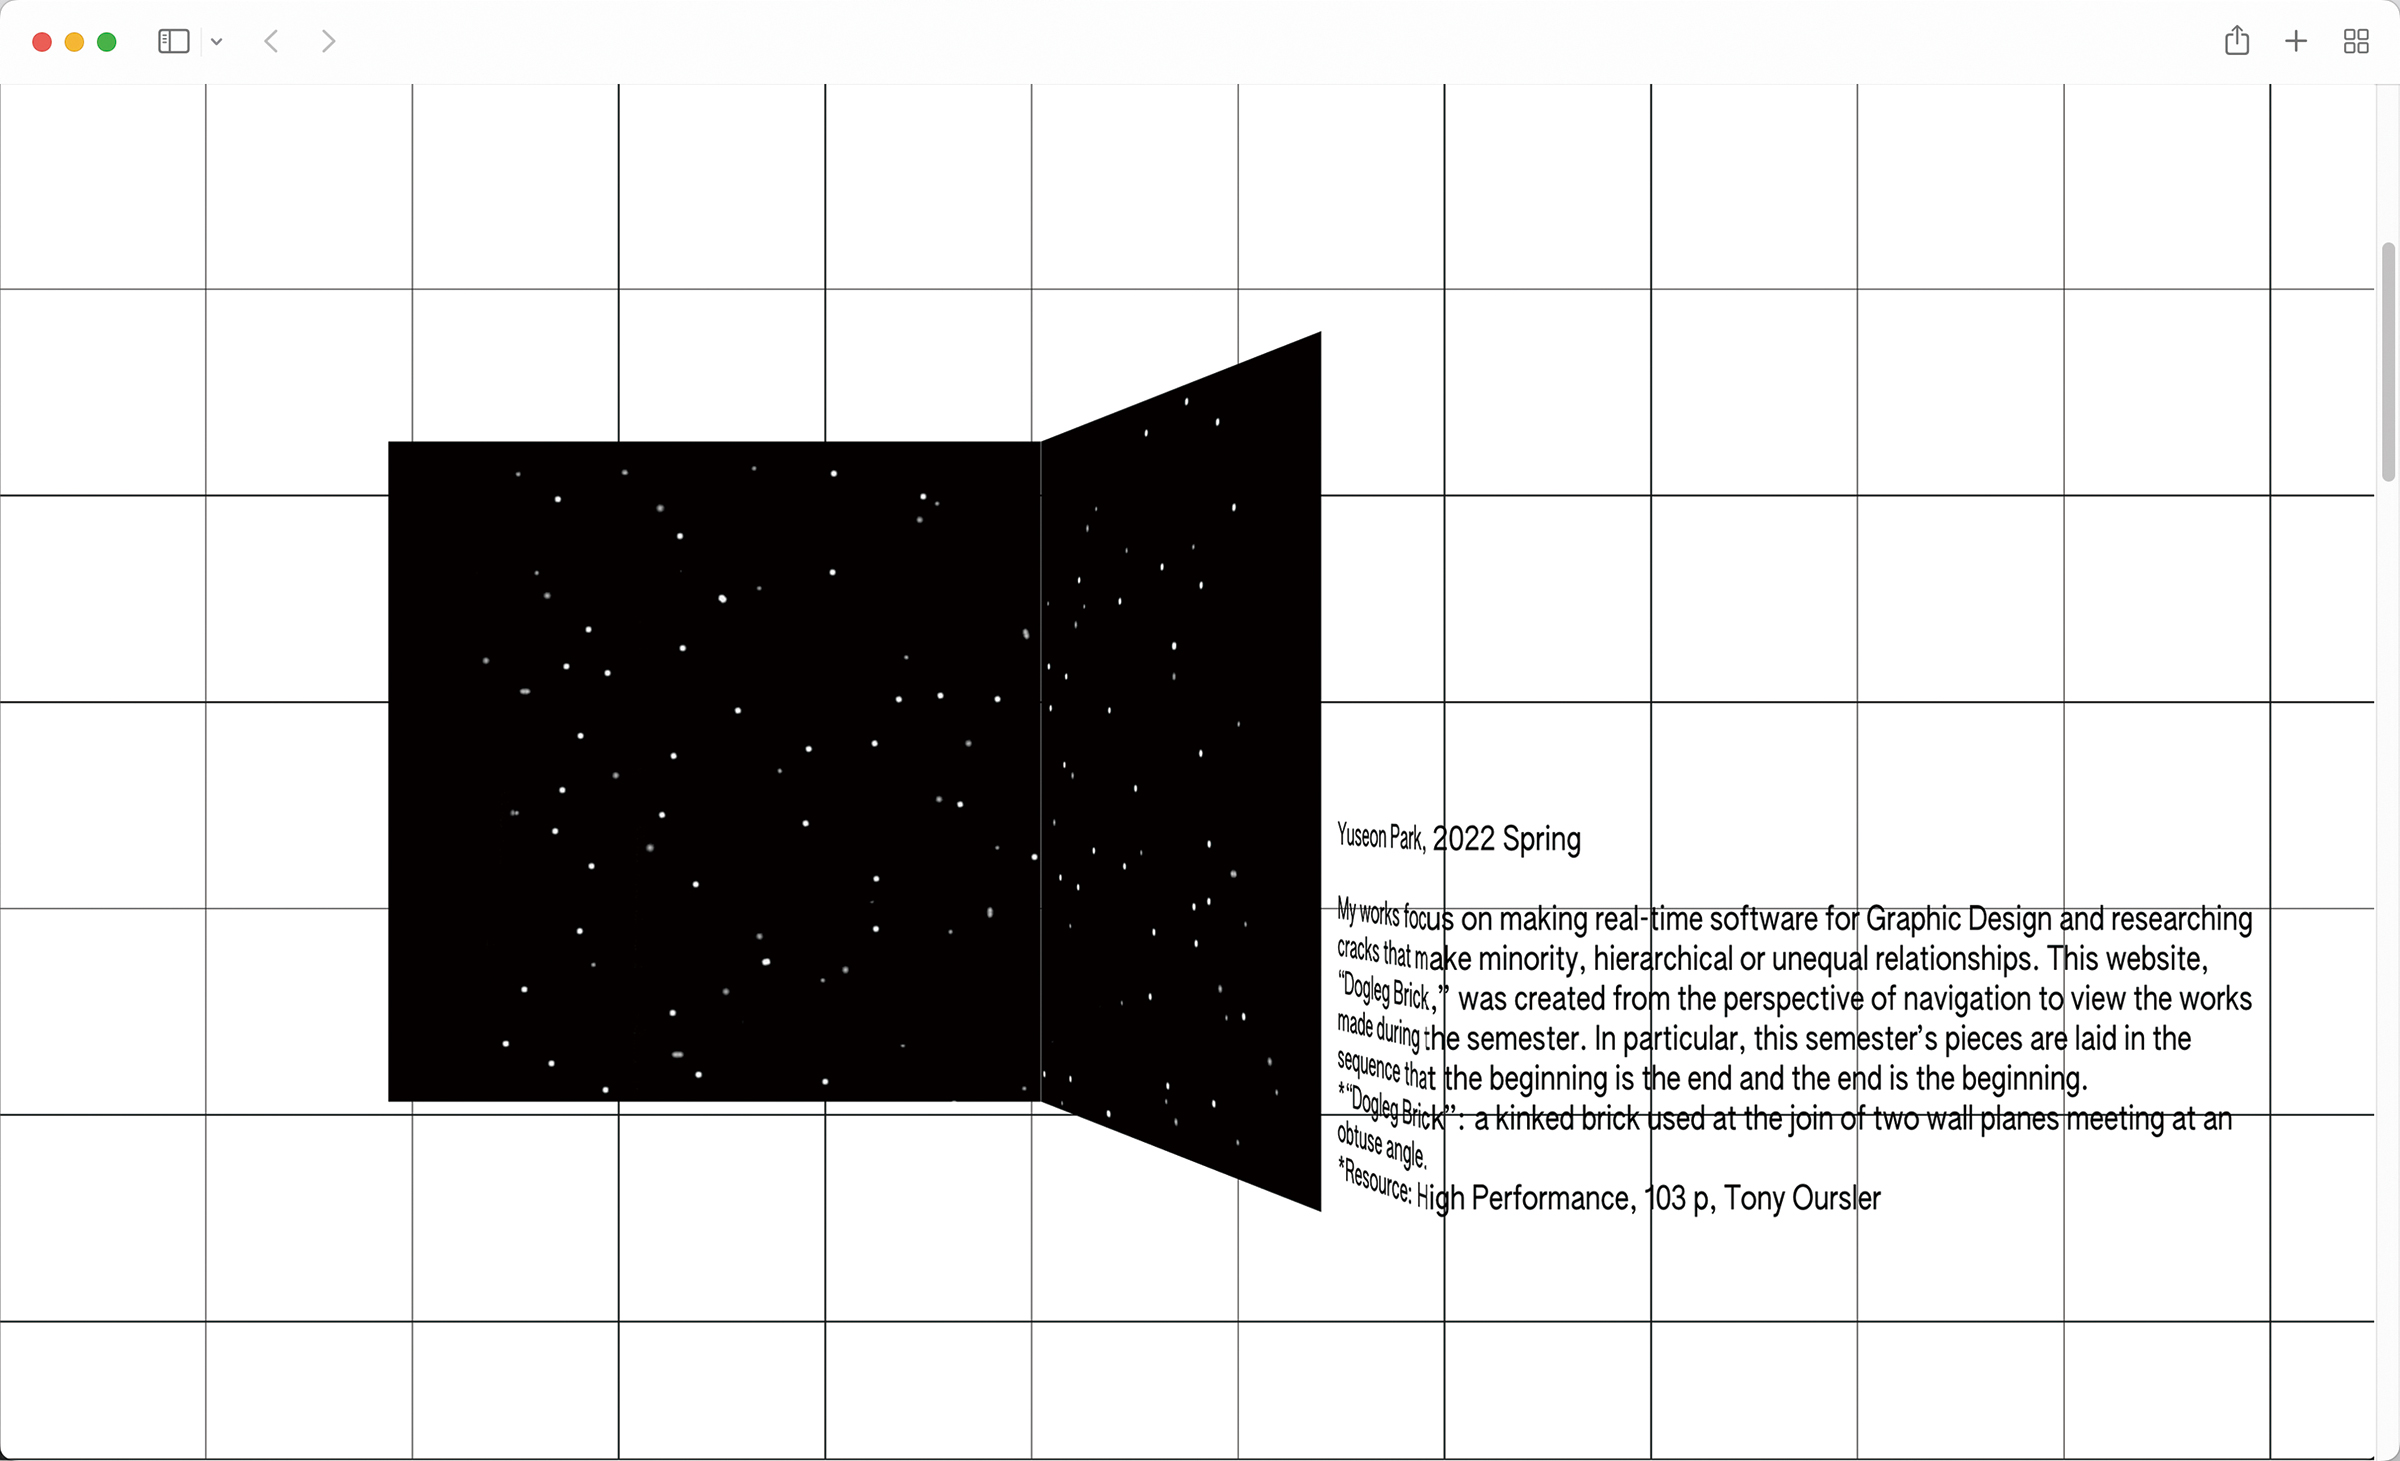 Yuseon Park, 2022 Spring
My works focus on making real-time software for Graphic Design and researching
cracks that make minority, hierarchical or unequal relationships. This website,
“Dogleg Brick,” was created from the perspective of navigation to view the works
made during the semester. In particular, this semester’s pieces are laid in the
sequence that the beginning is the end and the end is the beginning.
*“Dogleg Brick”: a kinked brick used at the join of two wall planes meeting at an
obtuse angle.
*Resource: High Performance, 103 p, Tony Oursler